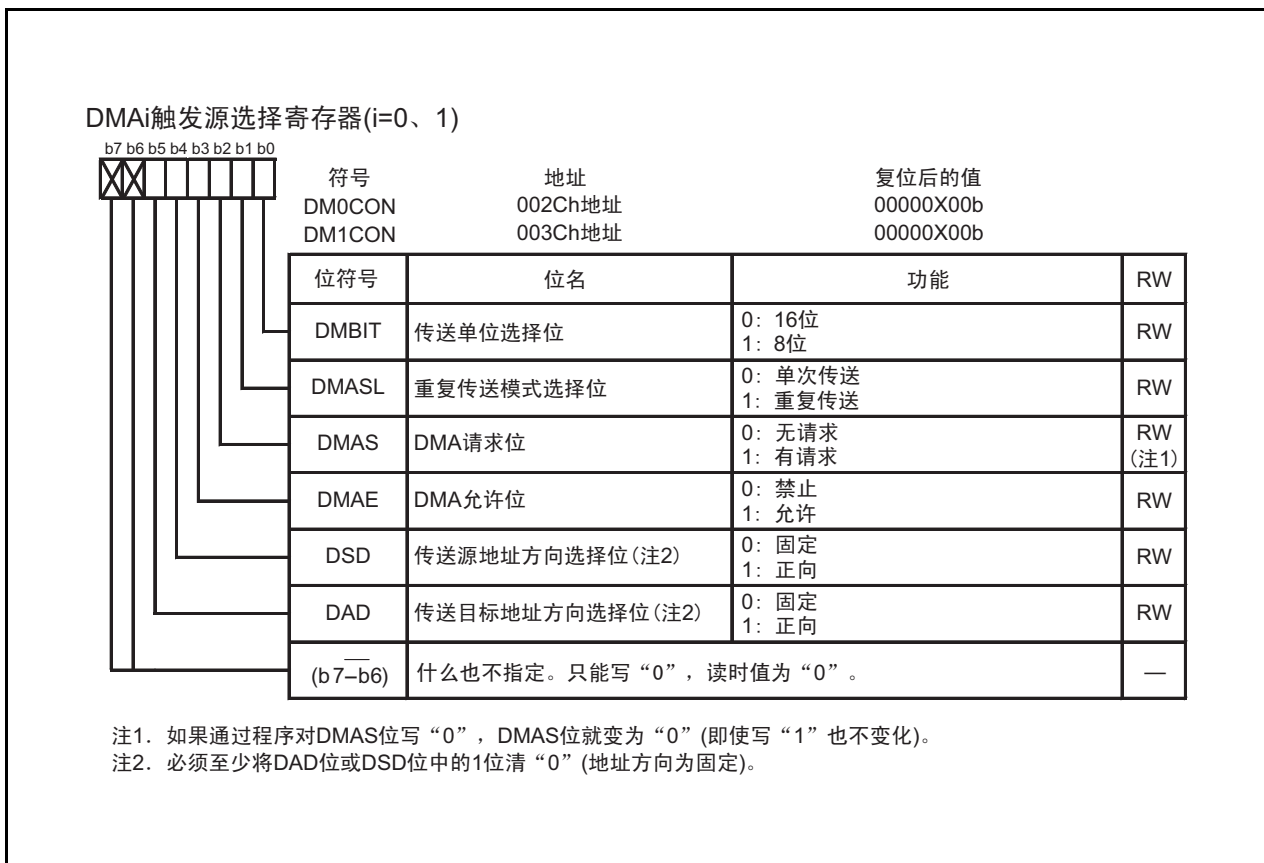 DMAi触发源选择寄存器(i=0、1)
b7 b6 b5 b4 b3 b2 b1 b0
符号 地址 复位后的值
DM0CON 002Ch地址 00000X00b
DM1CON 003Ch地址 00000X00b
位符号 位名 功能 RW
DMBIT 传送单位选择位 0: 16位 RW
1: 8位
DMASL 重复传送模式选择位 0: 单次传送 RW
1: 重复传送
DMAS DMA请求位 0: 无请求 RW
1: 有请求 (注1)
DMAE DMA允许位 0: 禁止 RW
1: 允许
DSD 传送源地址方向选择位(注2) 0: 固定 RW
1: 正向
DAD 传送目标地址方向选择位(注2) 0: 固定 RW
1: 正向
(b7–b6) 什么也不指定。只能写“0”，读时值为“0”。 —
注1. 如果通过程序对DMAS位写“0”，DMAS位就变为“0”(即使写“1”也不变化)。
注2. 必须至少将DAD位或DSD位中的1位清“0”(地址方向为固定)。